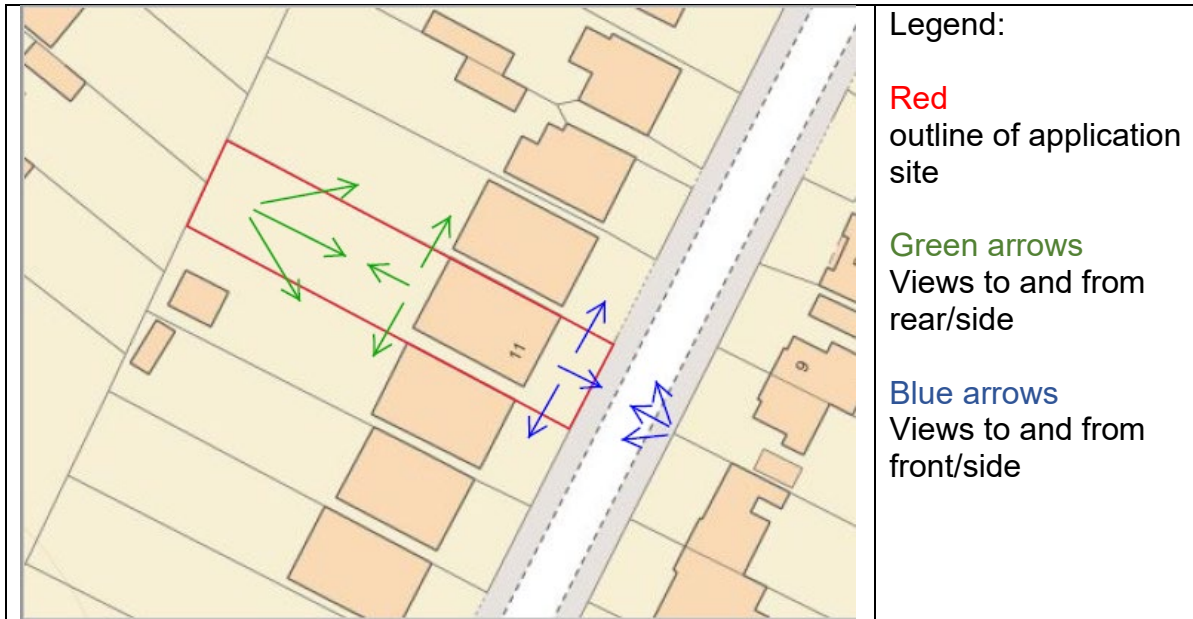 Legend:
Red
outline of application
site
Green arrows
Views to and from
rear/side
Blue arrows
Views to and from
front/side
11
9